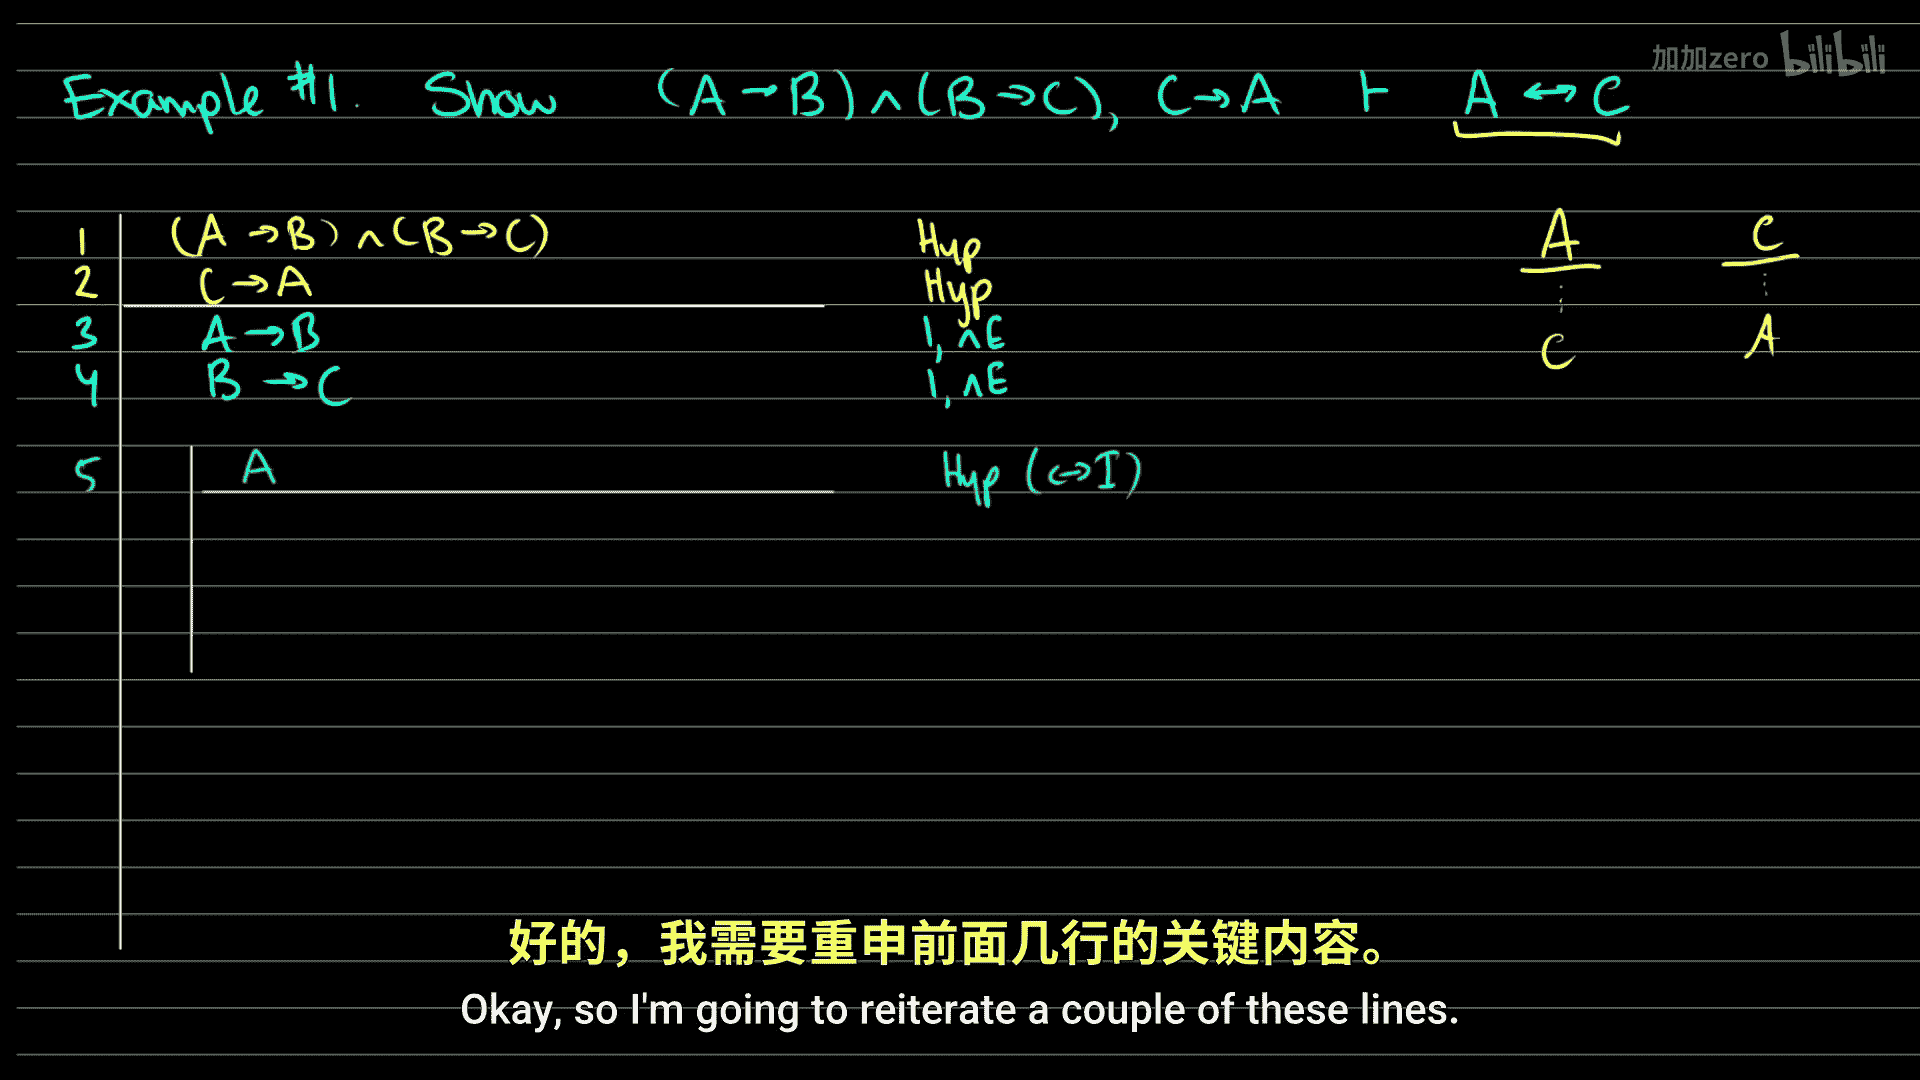 加加zero bilibili
Example #1. Show (A → B) ∧ (B → C), C → A ⊢ A ↔ C
1 (A → B) ∧ (B → C) Hyp A C
2 C → A Hyp
3 A → B 1, ∧E C A
4 B → C 1, ∧E
5 A Hyp (↔I)
好的，我需要重申前面几行的关键内容。
Okay, so I'm going to reiterate a couple of these lines.